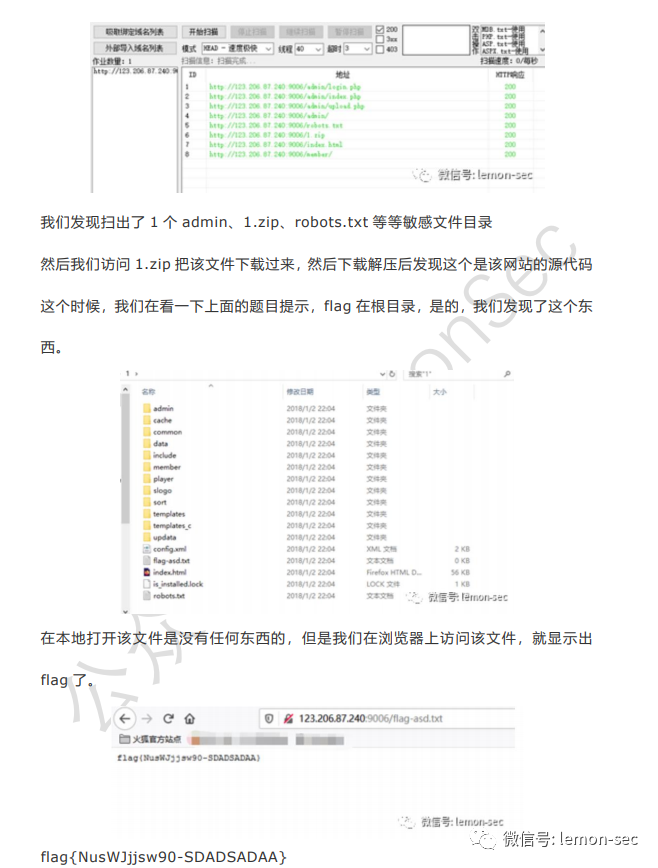 吸取绑定域名列表 开始扫描 停止扫描 继续扫描 暂停扫描 200
3xx
外部导入域名列表 模式 HEAD - 速度极快 线程 40 超时 3 403
MDB.txt-使用
PHP.txt-使用
ASP.txt-使用
ASPX.txt-使用
双击操作
作业数量：1 扫描信息：扫描完成... 扫描速度：0/每秒
http://123.206.87.240:9
ID 地址 HTTP响应
1 http://123.206.87.240:9006/admin/login.php 200
2 http://123.206.87.240:9006/admin/index.php 200
3 http://123.206.87.240:9006/admin/upload.php 200
4 http://123.206.87.240:9006/admin/ 200
5 http://123.206.87.240:9006/robots.txt 200
6 http://123.206.87.240:9006/1.zip 200
7 http://123.206.87.240:9006/index.html 200
8 http://123.206.87.240:9006/member/ 200
微信号: lemon-sec
我们发现扫出了 1 个 admin、1.zip、robots.txt 等等敏感文件目录
然后我们访问 1.zip 把该文件下载过来，然后下载解压后发现这个是该网站的源代码
这个时候，我们在看一下上面的题目提示，flag 在根目录，是的，我们发现了这个东
西。
1 › 搜索"1"
名称 修改日期 类型 大小
admin 2018/1/2 22:04 文件夹
cache 2018/1/2 22:04 文件夹
common 2018/1/2 22:04 文件夹
data 2018/1/2 22:04 文件夹
include 2018/1/2 22:04 文件夹
member 2018/1/2 22:04 文件夹
player 2018/1/2 22:04 文件夹
slogo 2018/1/2 22:04 文件夹
sort 2018/1/2 22:04 文件夹
templates 2018/1/2 22:04 文件夹
templates_c 2018/1/2 22:04 文件夹
updata 2018/1/2 22:04 文件夹
config.xml 2018/1/2 22:04 XML 文档 2 KB
flag-asd.txt 2018/1/2 22:04 文本文档 0 KB
index.html 2018/1/2 22:04 Firefox HTML D... 56 KB
is_installed.lock 2018/1/2 22:04 LOCK 文件 1 KB
robots.txt 2018/1/2 22:04 文本文档
微信号: lemon-sec
在本地打开该文件是没有任何东西的，但是我们在浏览器上访问该文件，就显示出
flag 了。
123.206.87.240:9006/flag-asd.txt
火狐官方站点
flag{NusWJjjsw90-SDADSADAA}
微信号: lemon-sec
微信号: lemon-sec
flag{NusWJjjsw90-SDADSADAA}